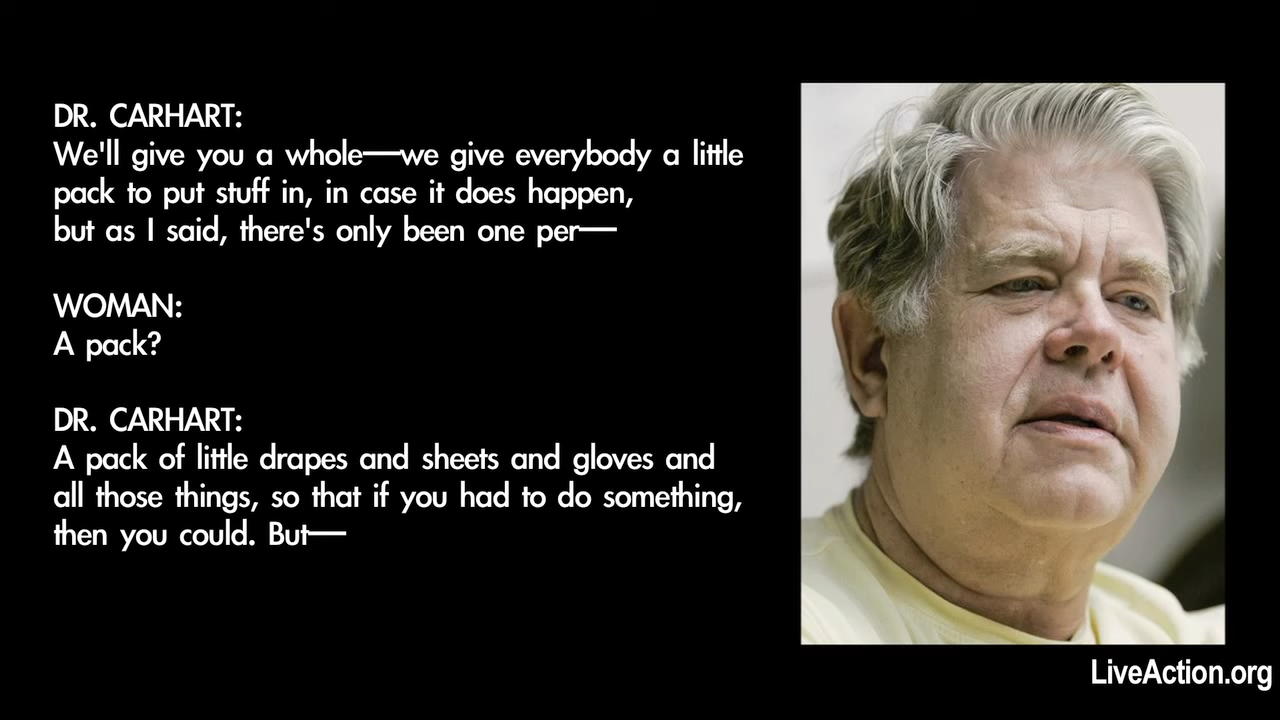 DR. CARHART:
We'll give you a whole—we give everybody a little
pack to put stuff in, in case it does happen,
but as I said, there's only been one per—
WOMAN:
A pack?
DR. CARHART:
A pack of little drapes and sheets and gloves and
all those things, so that if you had to do something,
then you could. But—
LiveAction.org